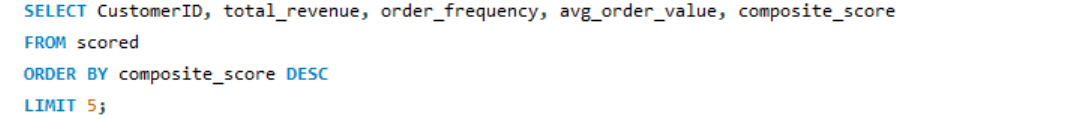 SELECT CustomerID, total_revenue, order_frequency, avg_order_value, composite_score
FROM scored
ORDER BY composite_score DESC
LIMIT 5;